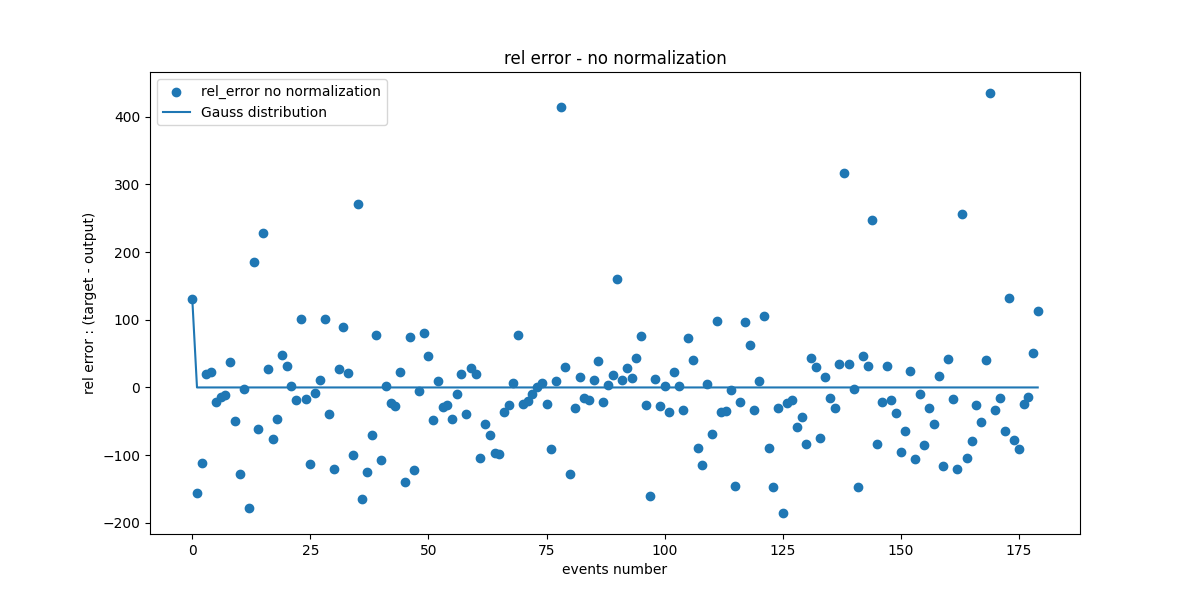 rel error - no normalization
rel_error no normalization
Gauss distribution
rel error : (target - output)
400
300
200
100
0
−100
−200
0 25 50 75 100 125 150 175
events number